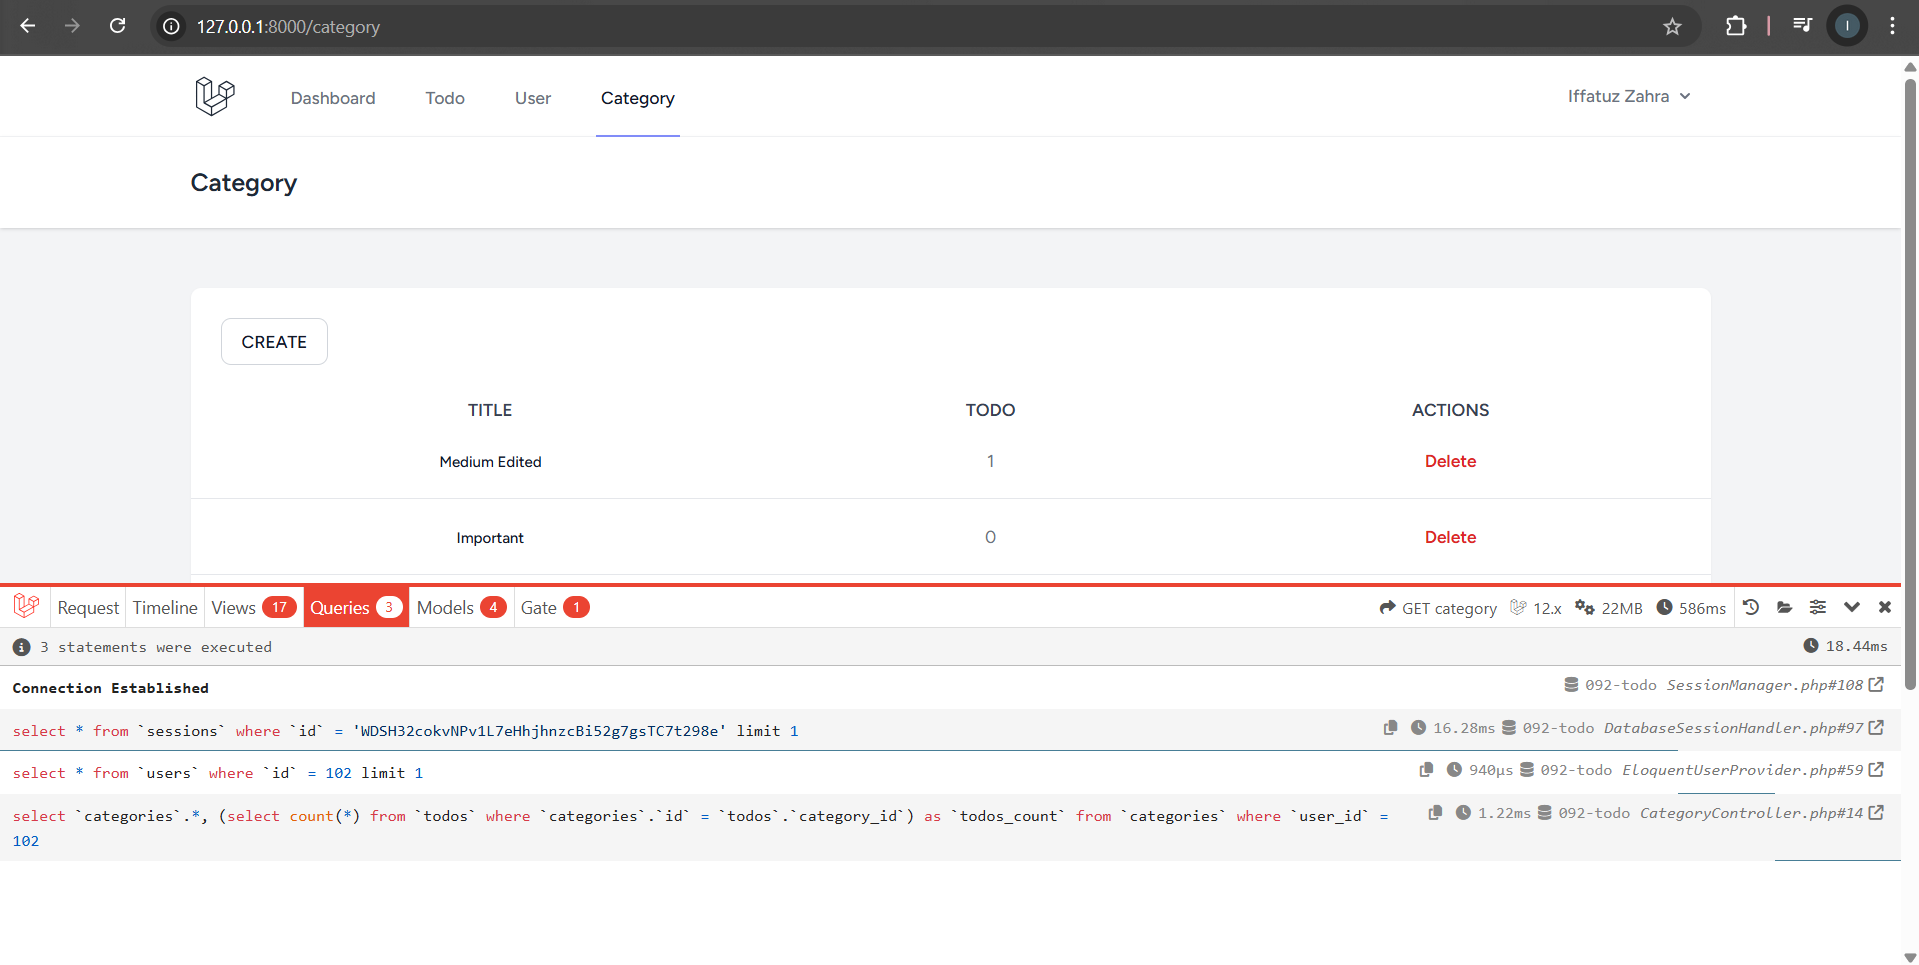 127.0.0.1:8000/category
I
Dashboard Todo User Category Iffatuz Zahra
Category
CREATE
TITLE TODO ACTIONS
Medium Edited 1 Delete
Important 0 Delete
Request Timeline Views 17 Queries 3 Models 4 Gate 1 GET category 12.x 22MB 586ms
3 statements were executed 18.44ms
Connection Established 092-todo SessionManager.php#108
select * from `sessions` where `id` = 'WDSH32cokvNPv1L7eHhjhnzcBi52g7gsTC7t298e' limit 1 16.28ms 092-todo DatabaseSessionHandler.php#97
select * from `users` where `id` = 102 limit 1 940μs 092-todo EloquentUserProvider.php#59
select `categories`.*, (select count(*) from `todos` where `categories`.`id` = `todos`.`category_id`) as `todos_count` from `categories` where `user_id` = 1.22ms 092-todo CategoryController.php#14
102